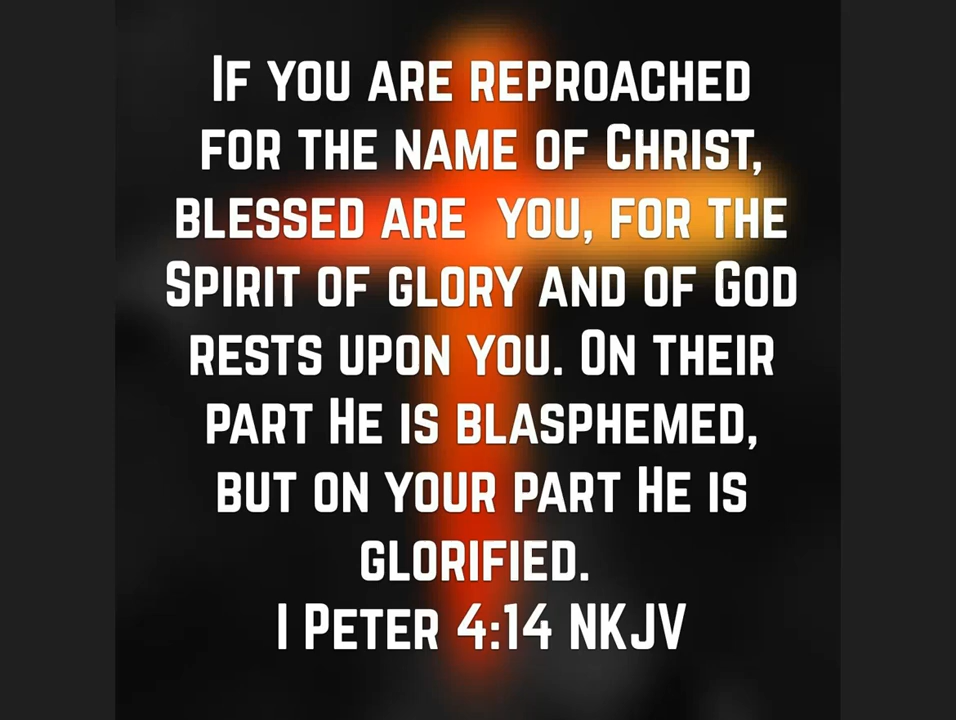 If you are reproached
for the name of Christ,
blessed are you, for the
Spirit of glory and of God
rests upon you. On their
part He is blasphemed,
but on your part He is
glorified.
I Peter 4:14 NKJV